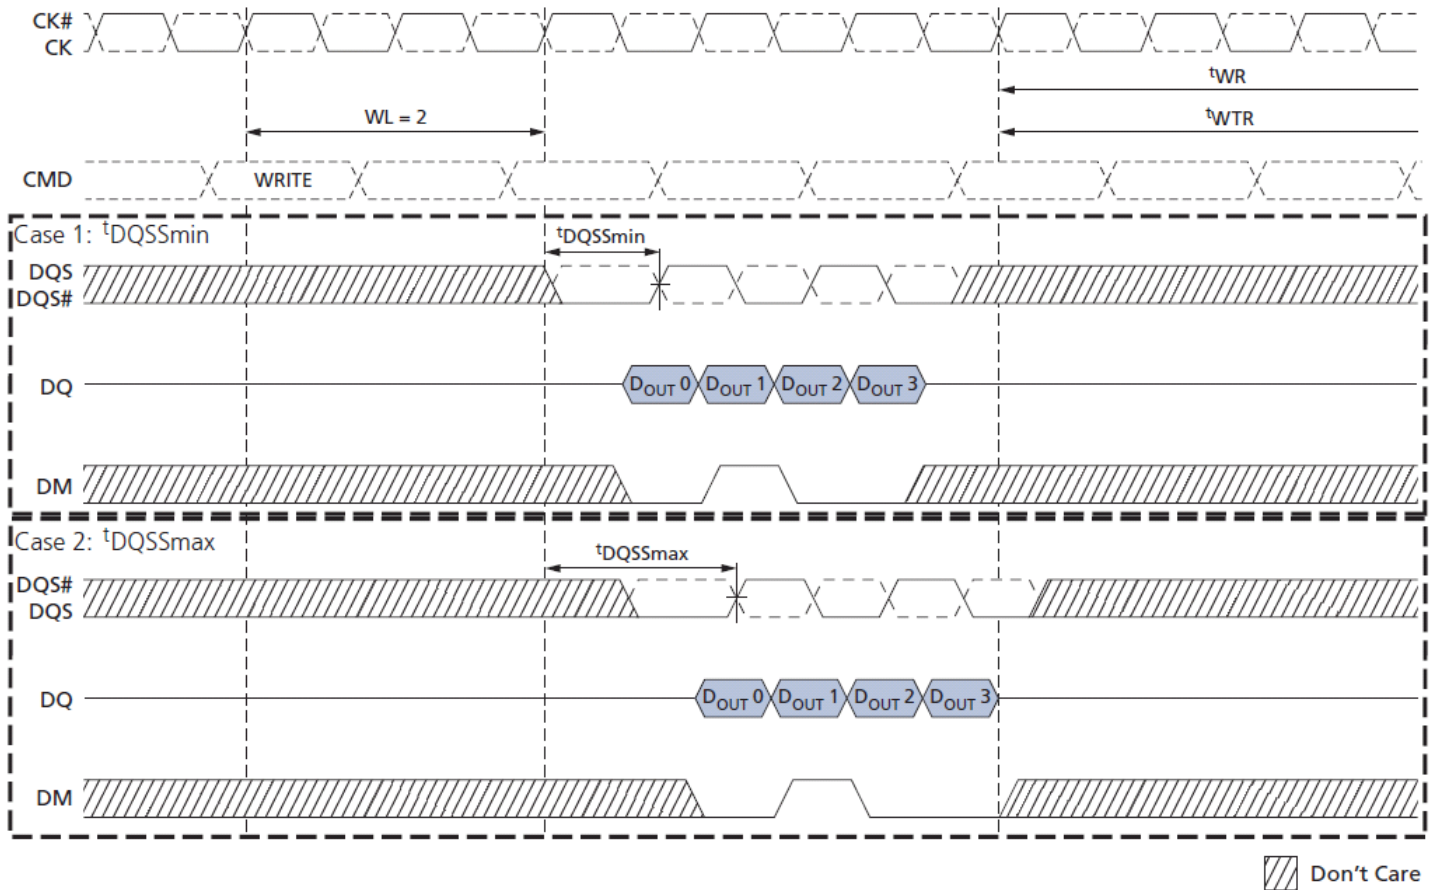 CK#
CK
tWR
WL = 2
tWTR
CMD
WRITE
Case 1: tDQSSmin
tDQSSmin
DQS
DQS#
DQ
DOUT 0 DOUT 1 DOUT 2 DOUT 3
DM
Case 2: tDQSSmax
tDQSSmax
DQS#
DQS
DQ
DOUT 0 DOUT 1 DOUT 2 DOUT 3
DM
Don't Care